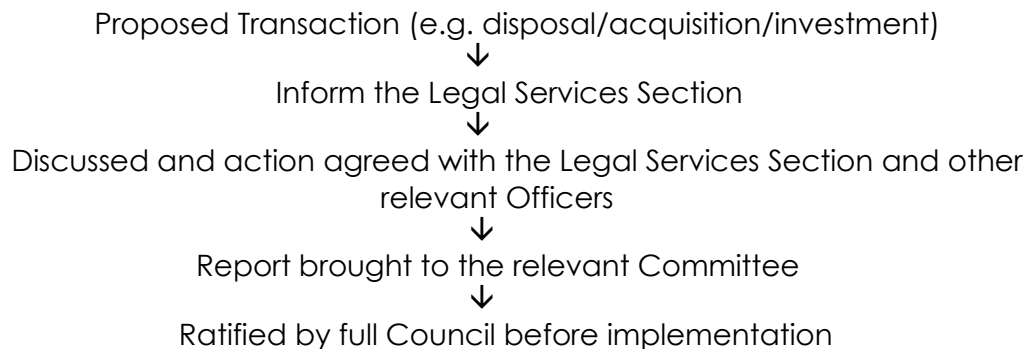 Proposed Transaction (e.g. disposal/acquisition/investment)
↓
Inform the Legal Services Section
↓
Discussed and action agreed with the Legal Services Section and other
relevant Officers
↓
Report brought to the relevant Committee
↓
Ratified by full Council before implementation